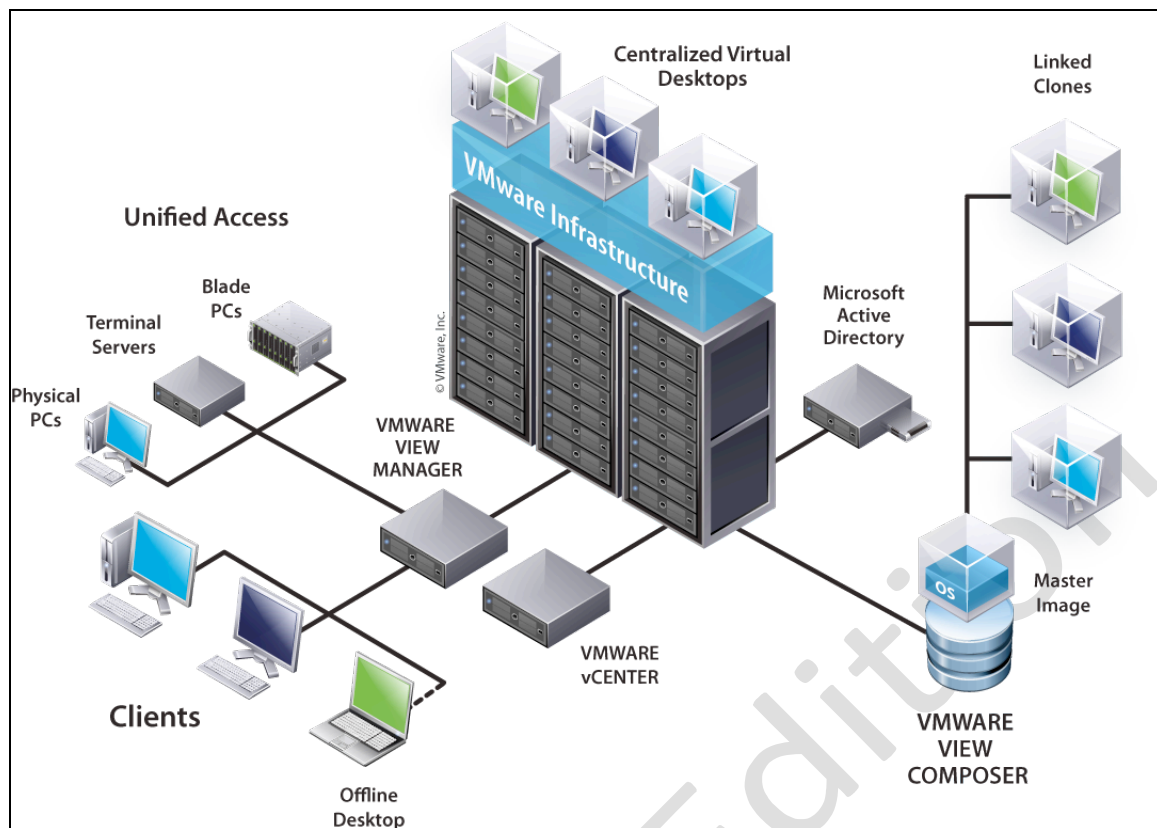 Centralized Virtual
Desktops
Linked
Clones
VMware Infrastructure
Unified Access
Blade
PCs
Terminal
Servers
Physical
PCs
© VMware, Inc.
Microsoft
Active
Directory
VMWARE
VIEW
MANAGER
OS
Master
Image
VMWARE
vCENTER
Clients
Offline
Desktop
VMWARE
VIEW
COMPOSER
Edition